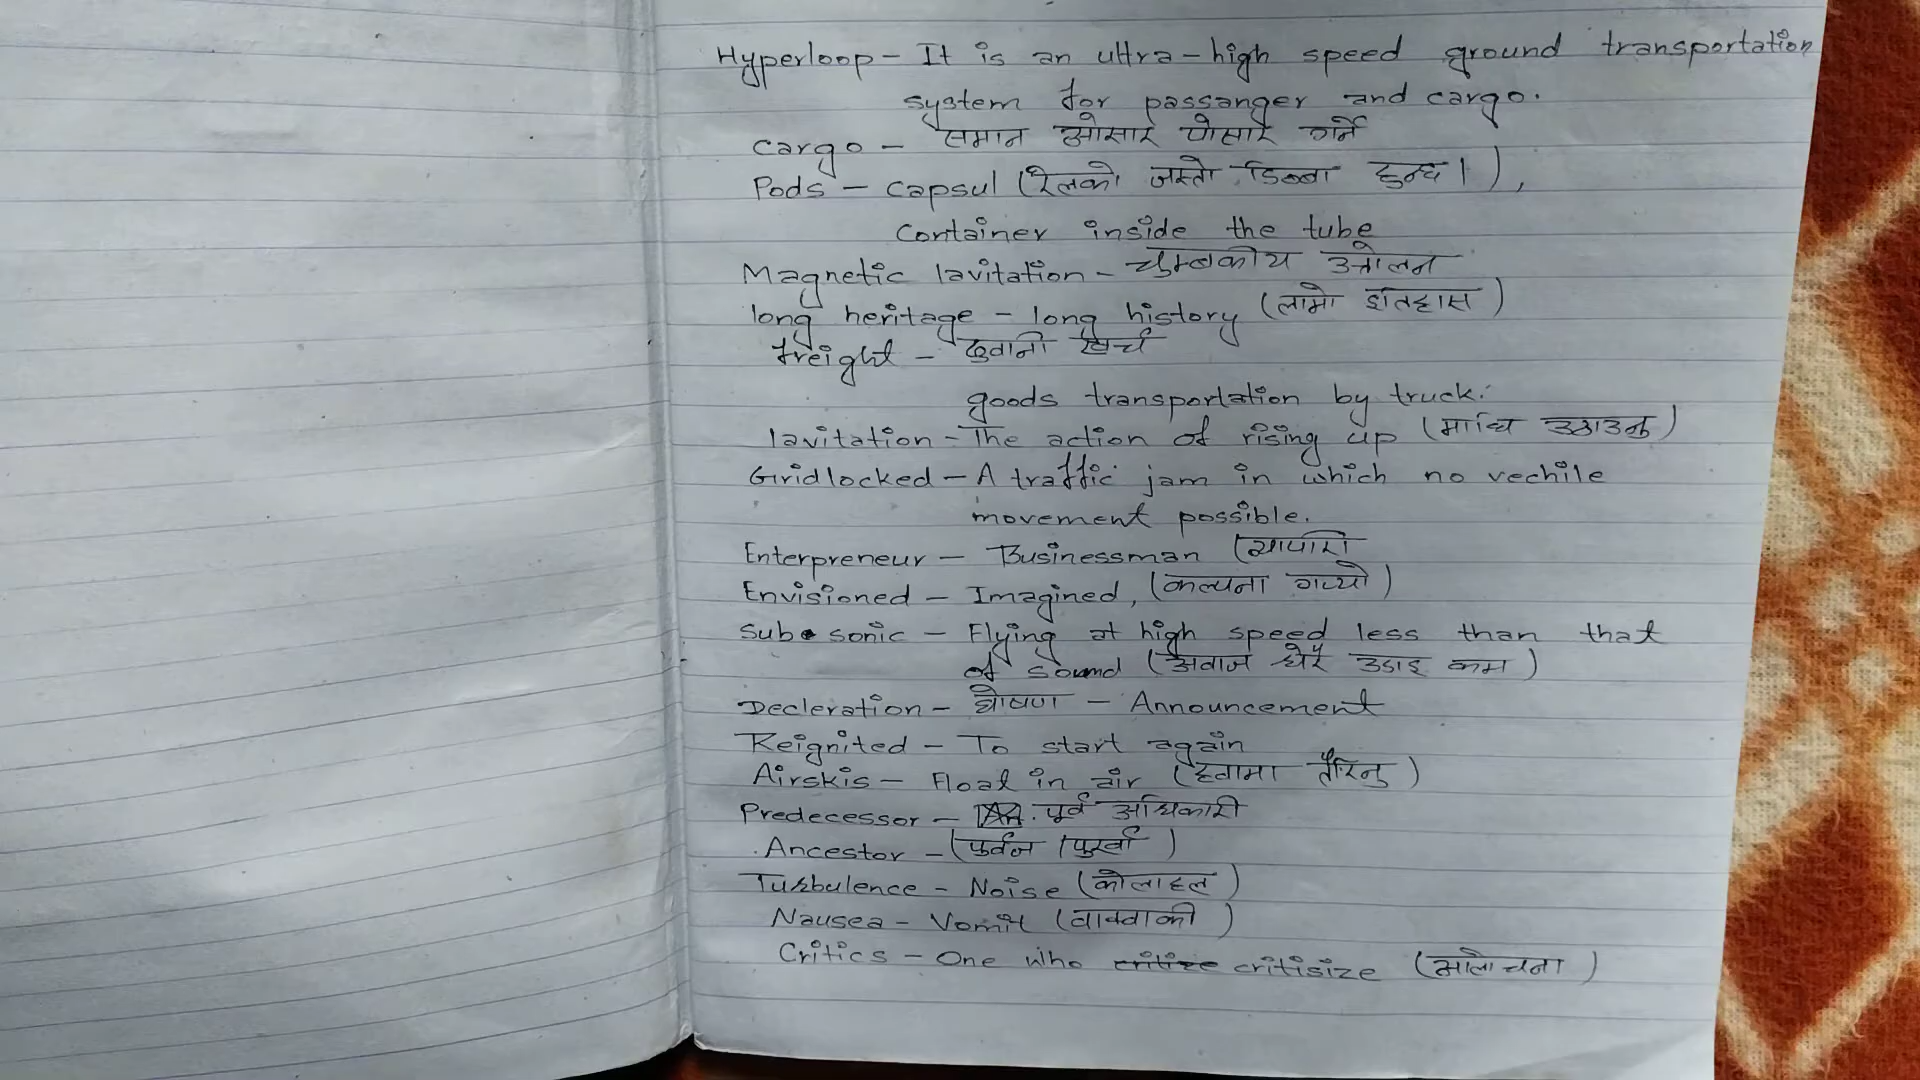 Hyperloop - It is an ultra-high speed ground transportation
system for passanger and cargo.
cargo - समान ओसार पोसार गर्ने
Pods - capsul (रेलको जस्तो डिब्बा हुन्छ।),
Container inside the tube
Magnetic lavitation - चुम्बकीय उत्तोलन
long heritage - long history (लामो इतिहास)
freight - ढुवानी खर्च
goods transportation by truck.
lavitation - The action of rising up (माथि उठाउनु)
Gridlocked - A traffic jam in which no vechile
movement possible.
Enterpreneur - Businessman (व्यापारी
Envisioned - Imagined, (कल्पना गर्‍यो)
Sub sonic - Flying at high speed less than that
of sound (अवाज धेरै उडाइ कम)
Decleration - घोषणा - Announcement
Reignited - To start again
Airskis - Float in air (हवामा तैरिनु)
Predecessor - पूर्व अधिकारी
Ancestor - (पुर्वज । पुर्खा)
Turbulence - Noise (कोलाहल)
Nausea - Vomit (वाकवाकी)
Critics - One who critize critisize (आलोचना)